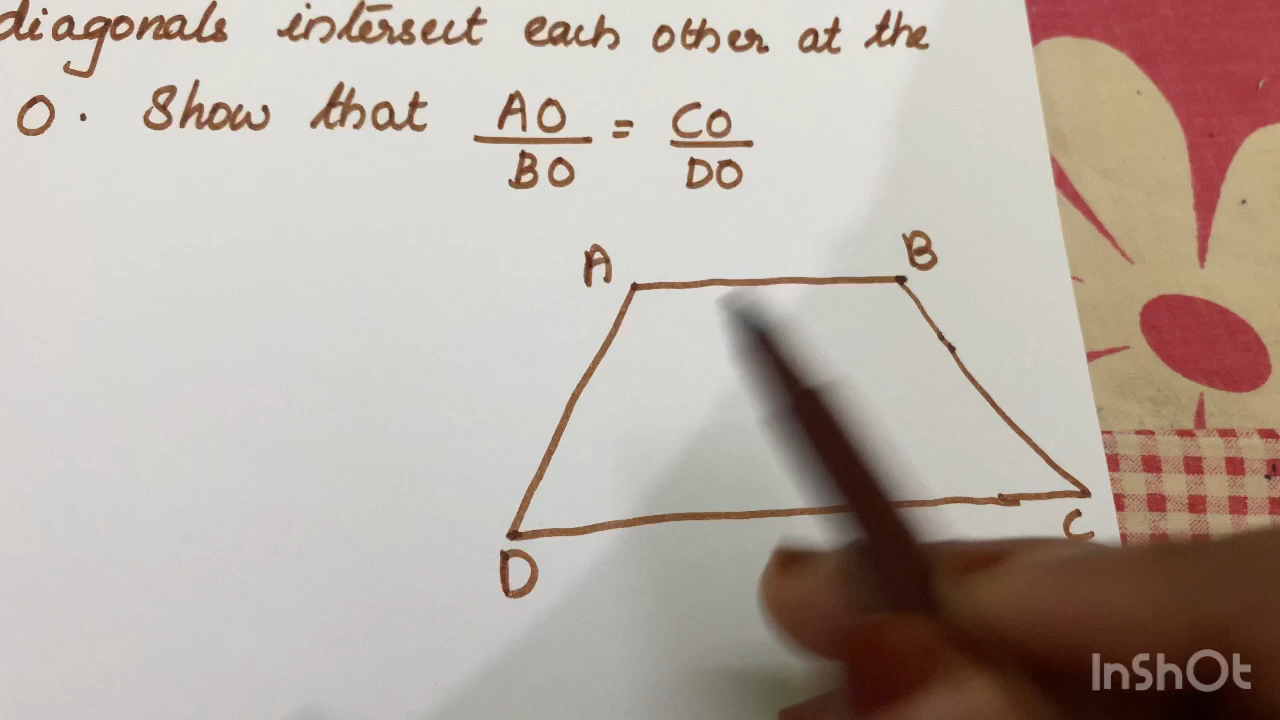 diagonals intersect each other at the
O. Show that AO/BO = CO/DO
A
B
D
C
InShOt